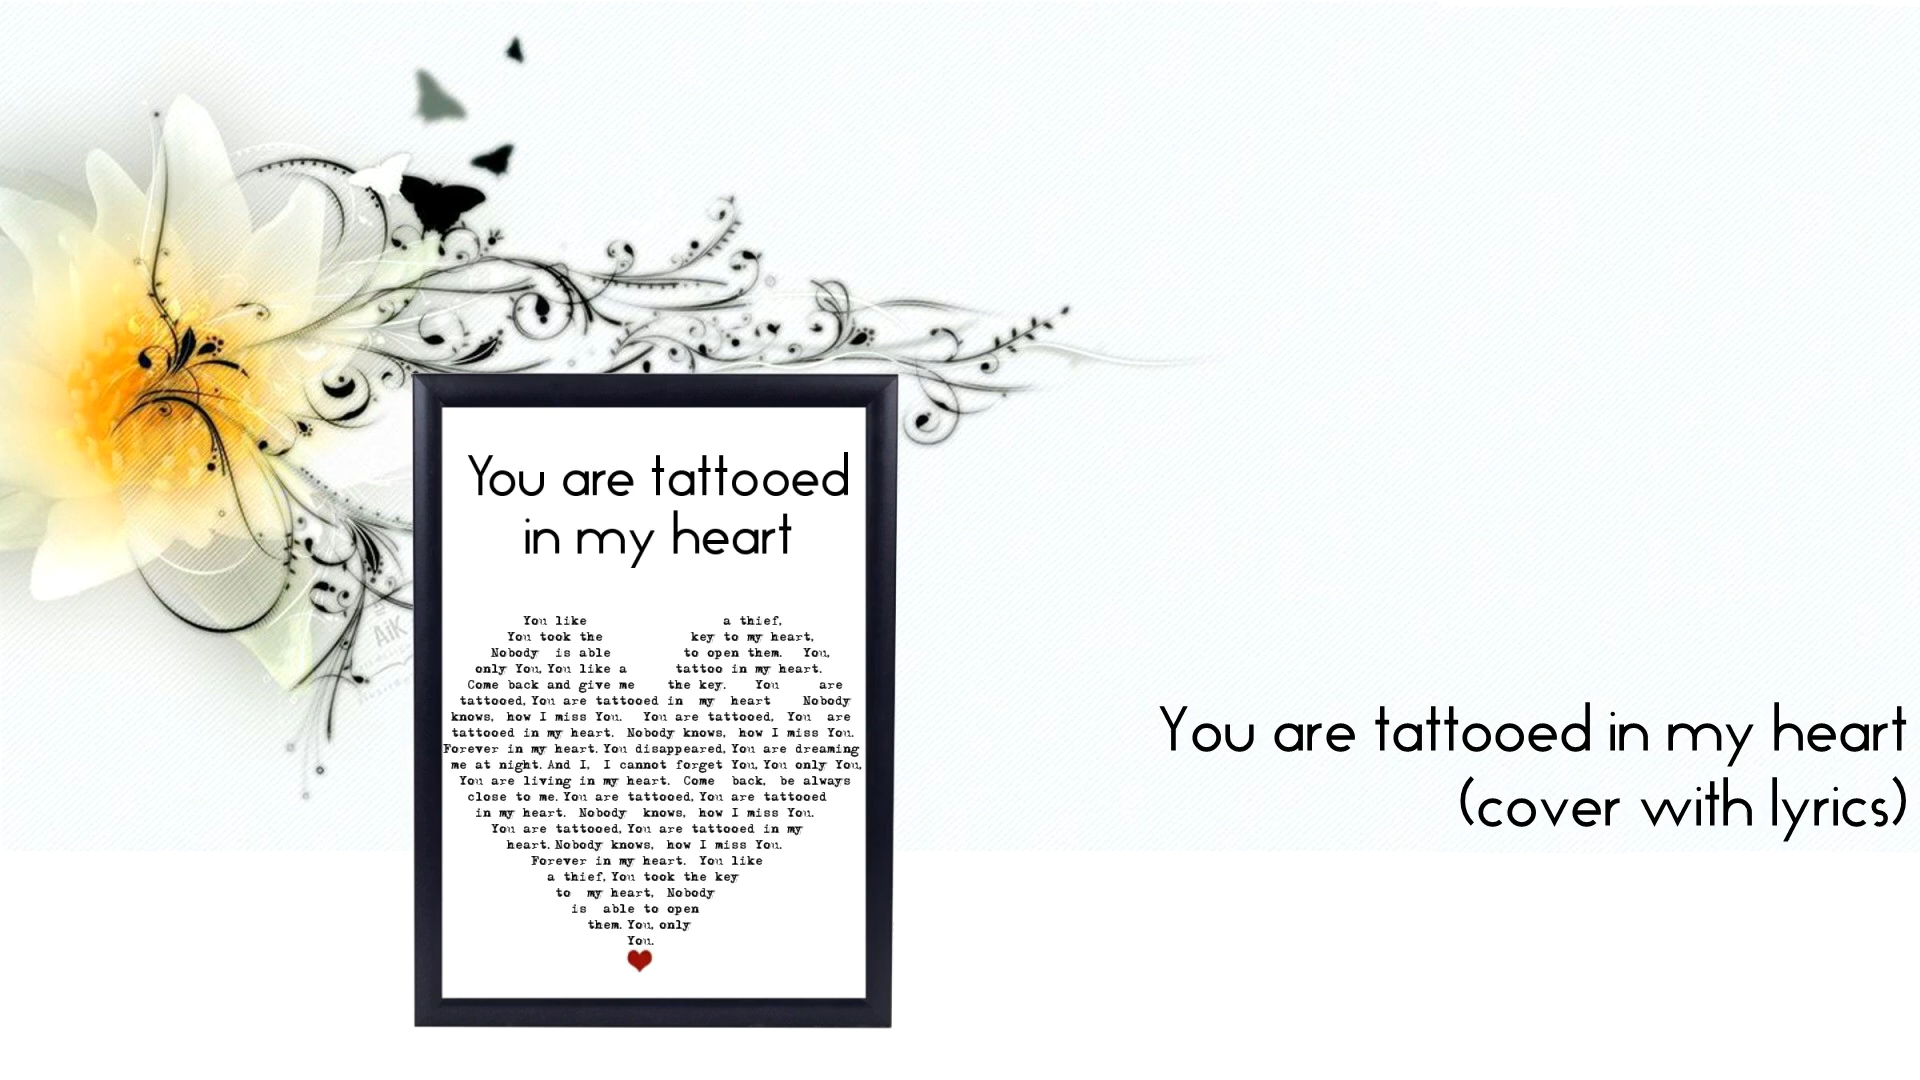 You are tattooed
in my heart
You like a thief,
You took the key to my heart,
Nobody is able to open them. You,
only You, You like a tattoo in my heart.
Come back and give me the key. You are
tattooed, You are tattooed in my heart Nobody
knows, how I miss You. You are tattooed, You are
tattooed in my heart. Nobody knows, how I miss You.
Forever in my heart. You disappeared, You are dreaming
me at night. And I, I cannot forget You, You only You,
You are living in my heart. Come back, be always
close to me. You are tattooed, You are tattooed
in my heart. Nobody knows, how I miss You.
You are tattooed, You are tattooed in my
heart. Nobody knows, how I miss You.
Forever in my heart. You like
a thief, You took the key
to my heart, Nobody
is able to open
them. You, only
You.
AiK
You are tattooed in my heart
(cover with lyrics)